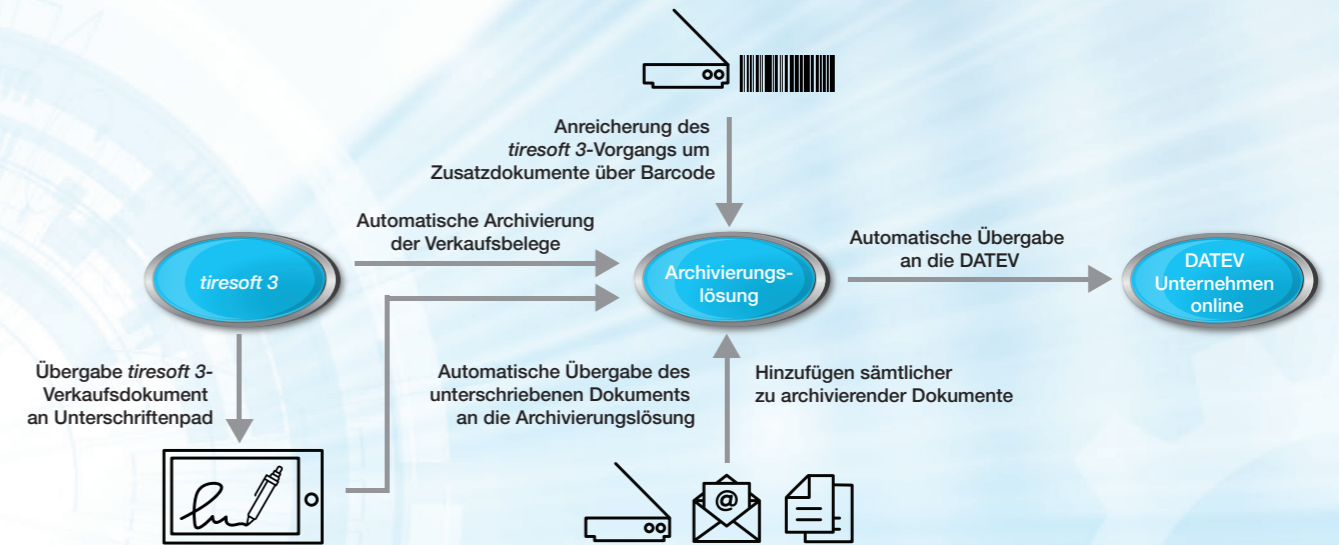 Anreicherung des
tiresoft 3-Vorgangs um
Zusatzdokumente über Barcode
Automatische Archivierung
der Verkaufsbelege
tiresoft 3
Archivierungs-
lösung
Automatische Übergabe
an die DATEV
DATEV
Unternehmen
online
Übergabe tiresoft 3-
Verkaufsdokument
an Unterschriftenpad
Automatische Übergabe des
unterschriebenen Dokuments
an die Archivierungslösung
Hinzufügen sämtlicher
zu archivierender Dokumente
@